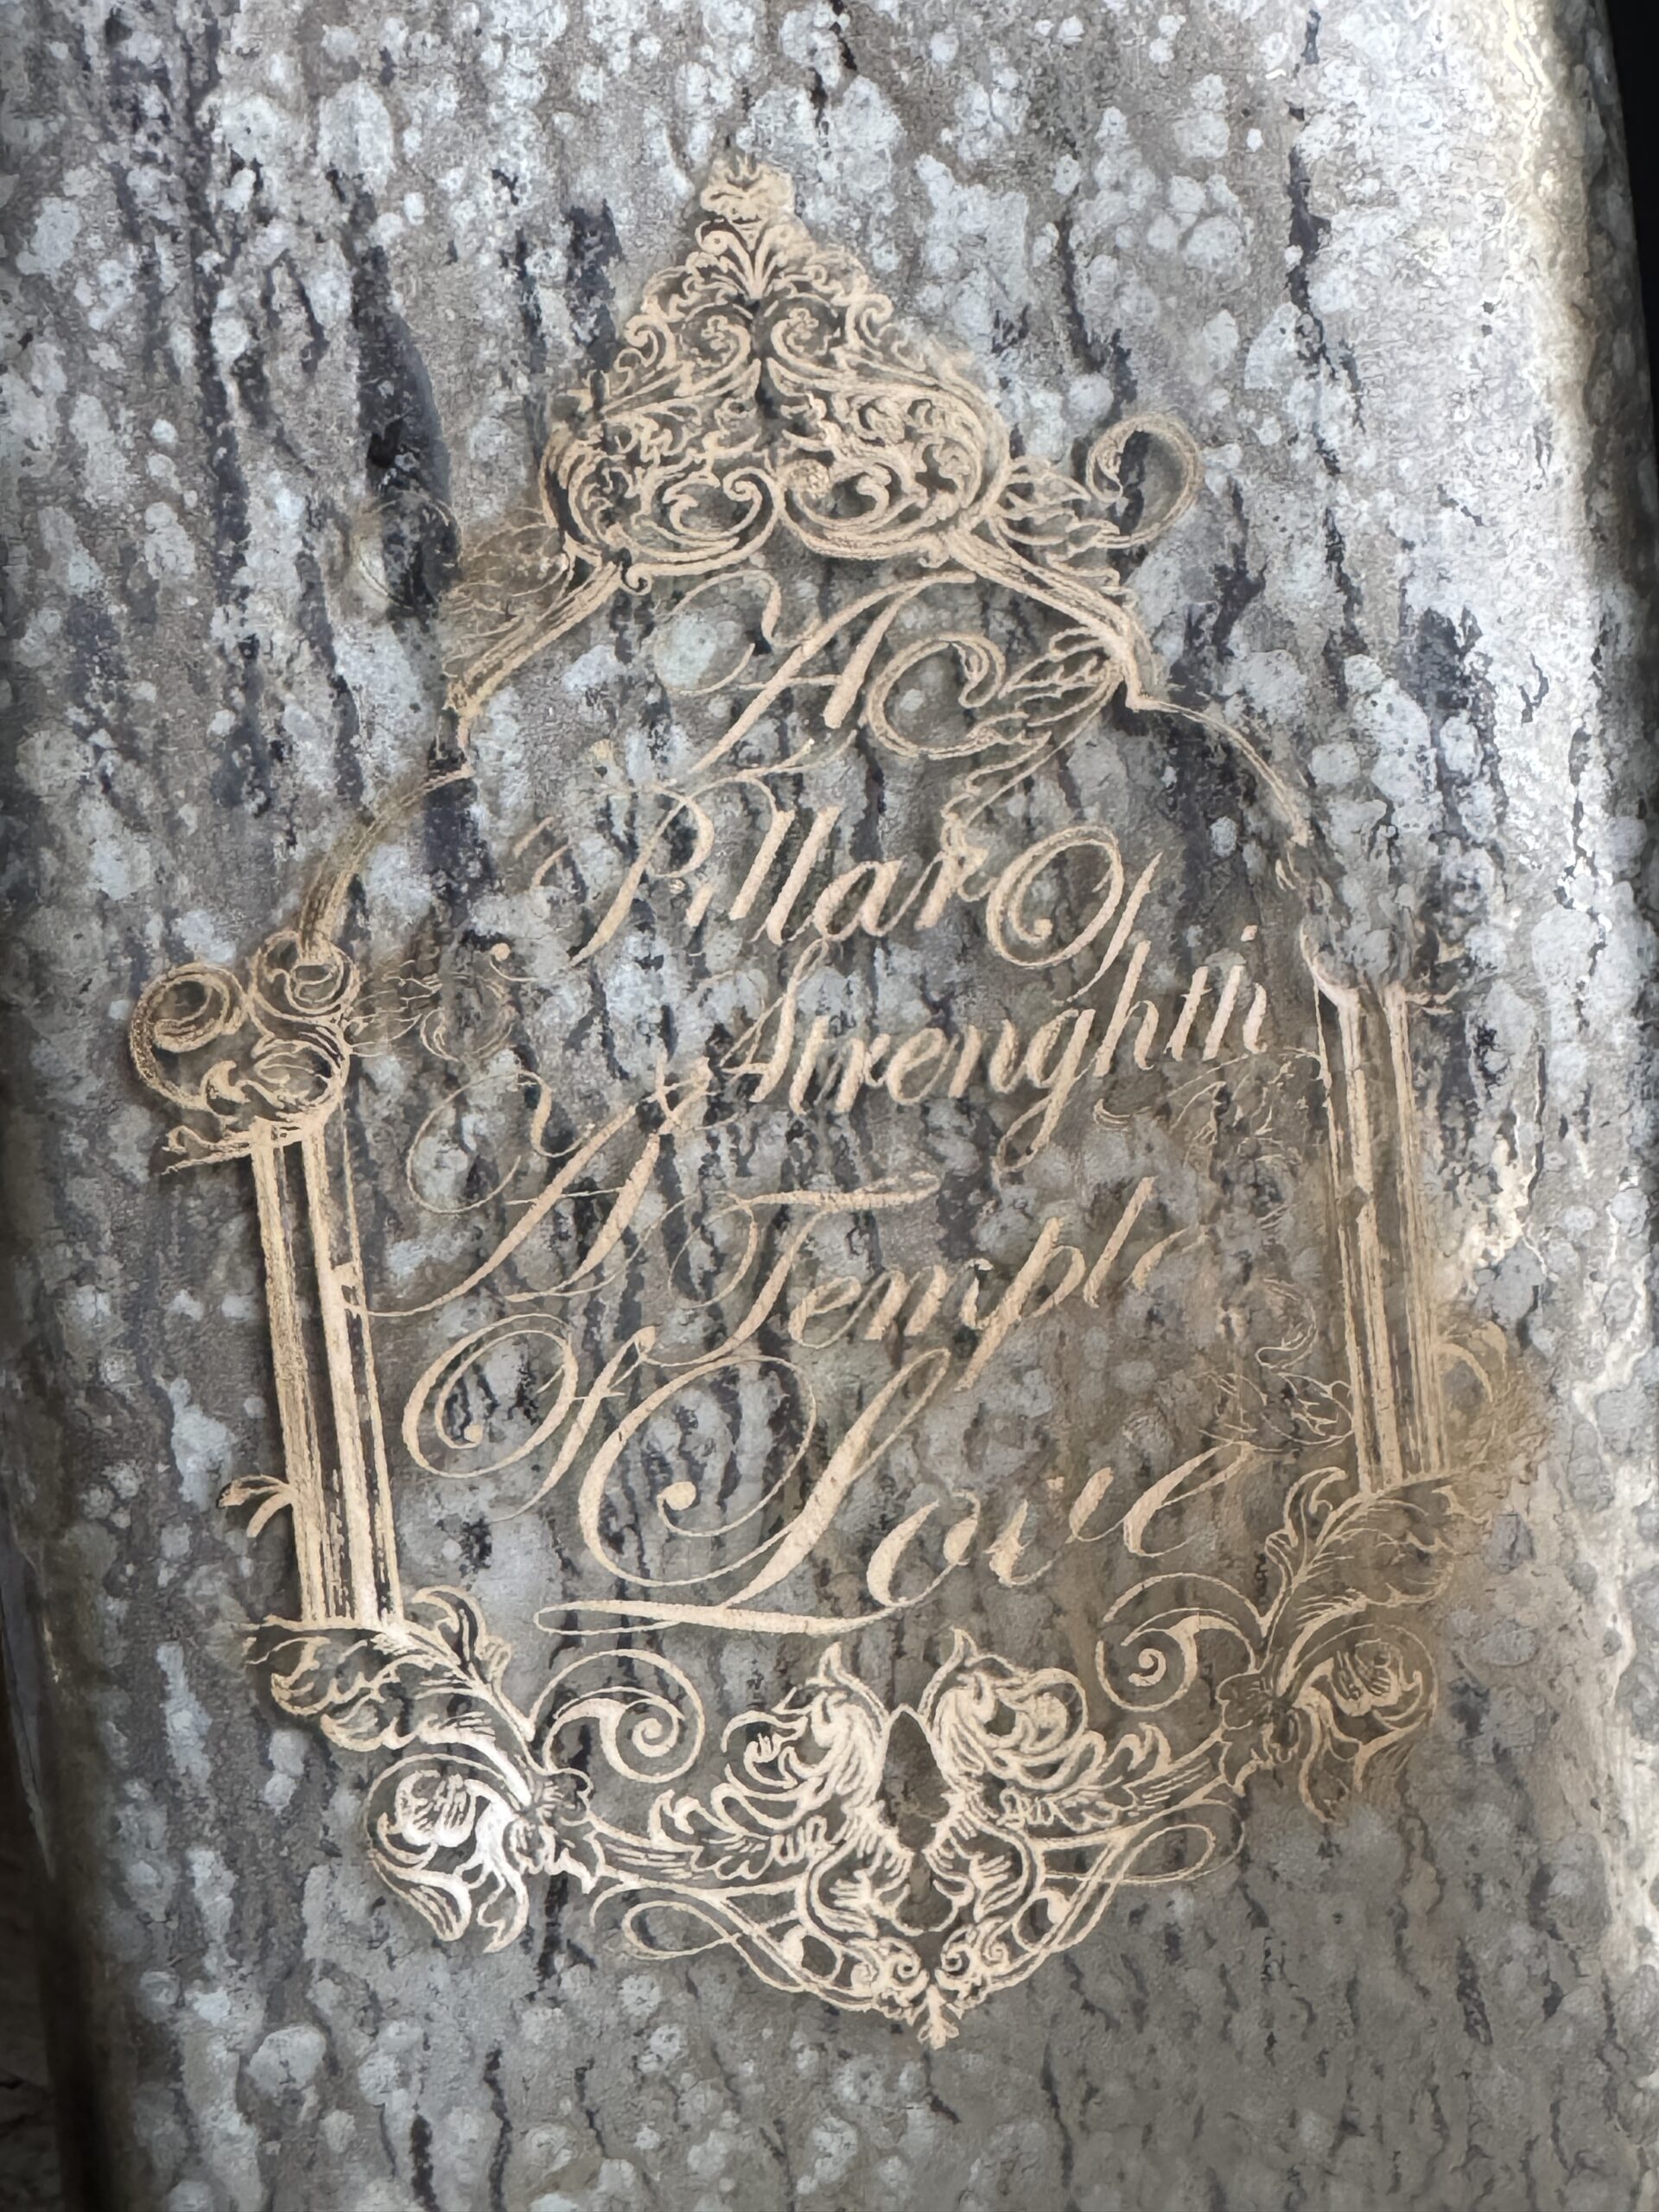 A
Pillar Of
Strenghth
A Temple
Of Love